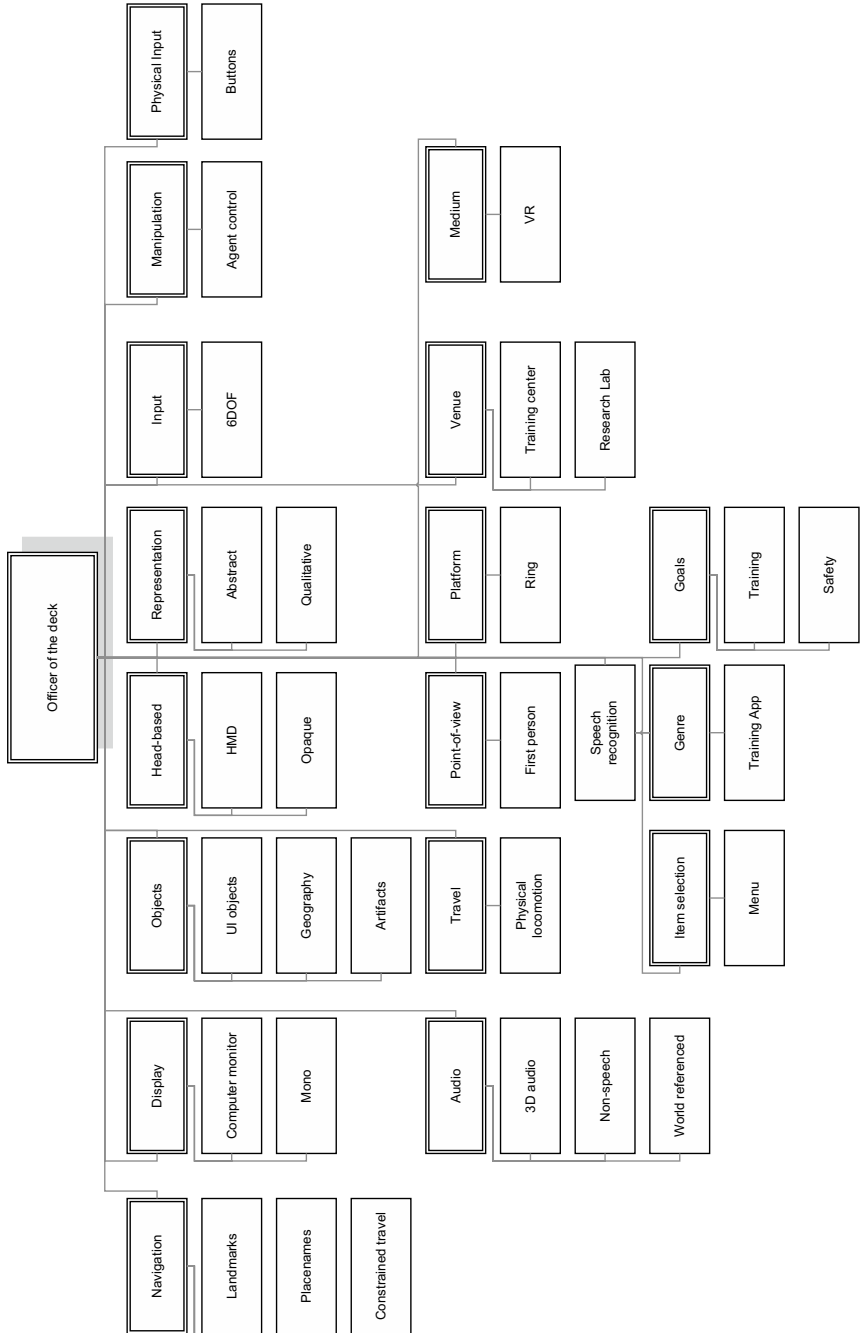 Officer of the deck
Navigation
Landmarks
Placenames
Constrained travel
Display
Computer monitor
Mono
Objects
UI objects
Geography
Artifacts
Head-based
HMD
Opaque
Representation
Abstract
Qualitative
Input
6DOF
Manipulation
Agent control
Physical Input
Buttons
Audio
3D audio
Non-speech
World referenced
Travel
Physical
locomotion
Point-of-view
First person
Platform
Ring
Venue
Training center
Research Lab
Medium
VR
Speech
recognition
Item selection
Menu
Genre
Training App
Goals
Training
Safety